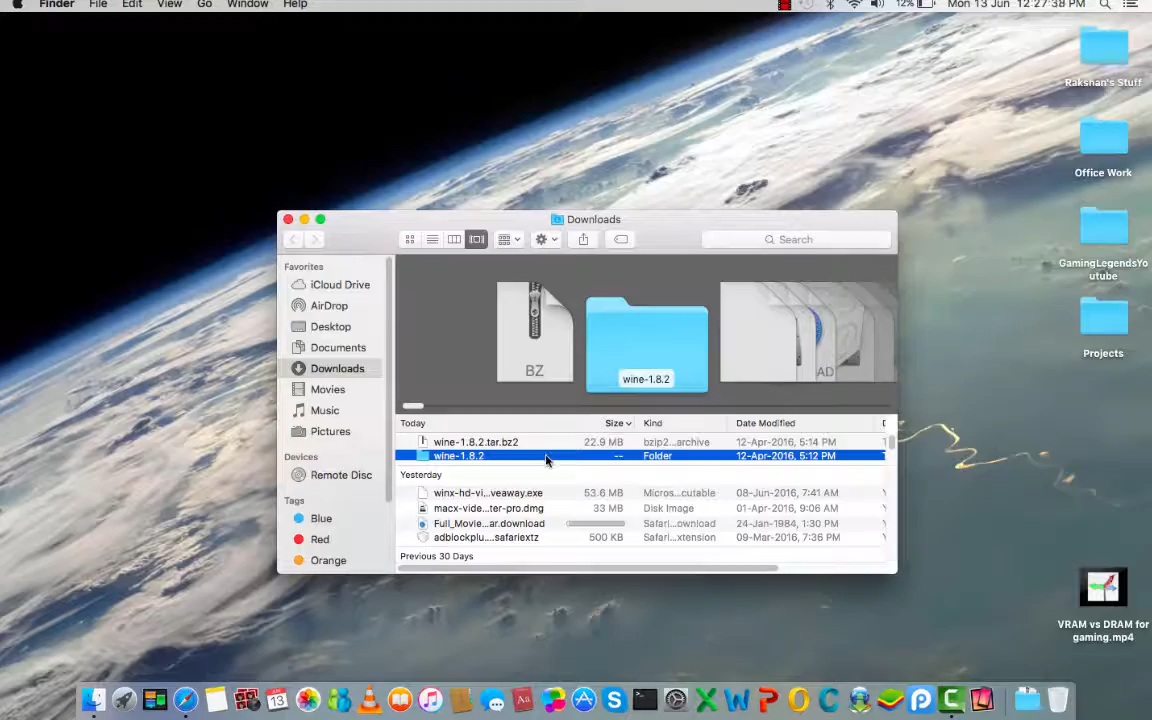 Finder File Edit View Go Window Help 12% Mon 13 Jun 12:27:38 PM
Rakshan's Stuff
Office Work
GamingLegendsYo
utube
Projects
VRAM vs DRAM for
gaming.mp4
Downloads
Search
Favorites
iCloud Drive
AirDrop
Desktop
Documents
Downloads
Movies
Music
Pictures
Devices
Remote Disc
Tags
Blue
Red
Orange
BZ
wine-1.8.2
AD
Today Size Kind Date Modified
wine-1.8.2.tar.bz2 22.9 MB bzip2...archive 12-Apr-2016, 5:14 PM
wine-1.8.2 -- Folder 12-Apr-2016, 5:12 PM
Yesterday
winx-hd-vi...veaway.exe 53.6 MB Micros...cutable 08-Jun-2016, 7:41 AM
macx-vide...ter-pro.dmg 33 MB Disk Image 01-Apr-2016, 9:06 AM
Full_Movie...ar.download Safari...ownload 24-Jan-1984, 1:30 PM
adblockplu....safariextz 500 KB Safari...xtension 09-Mar-2016, 7:36 PM
Previous 30 Days